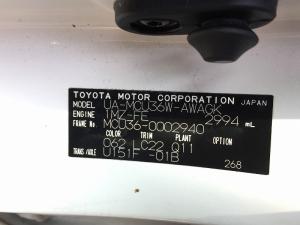 TOYOTA MOTOR CORPORATION JAPAN
MODEL UA-MCU36W-AWAGK
ENGINE 1MZ-FE 2994 mL
FRAME No. MCU36-0002940
COLOR TRIM PLANT OPTION
062 LC22 Q11
TRANS/AXLE U151F -01B
268